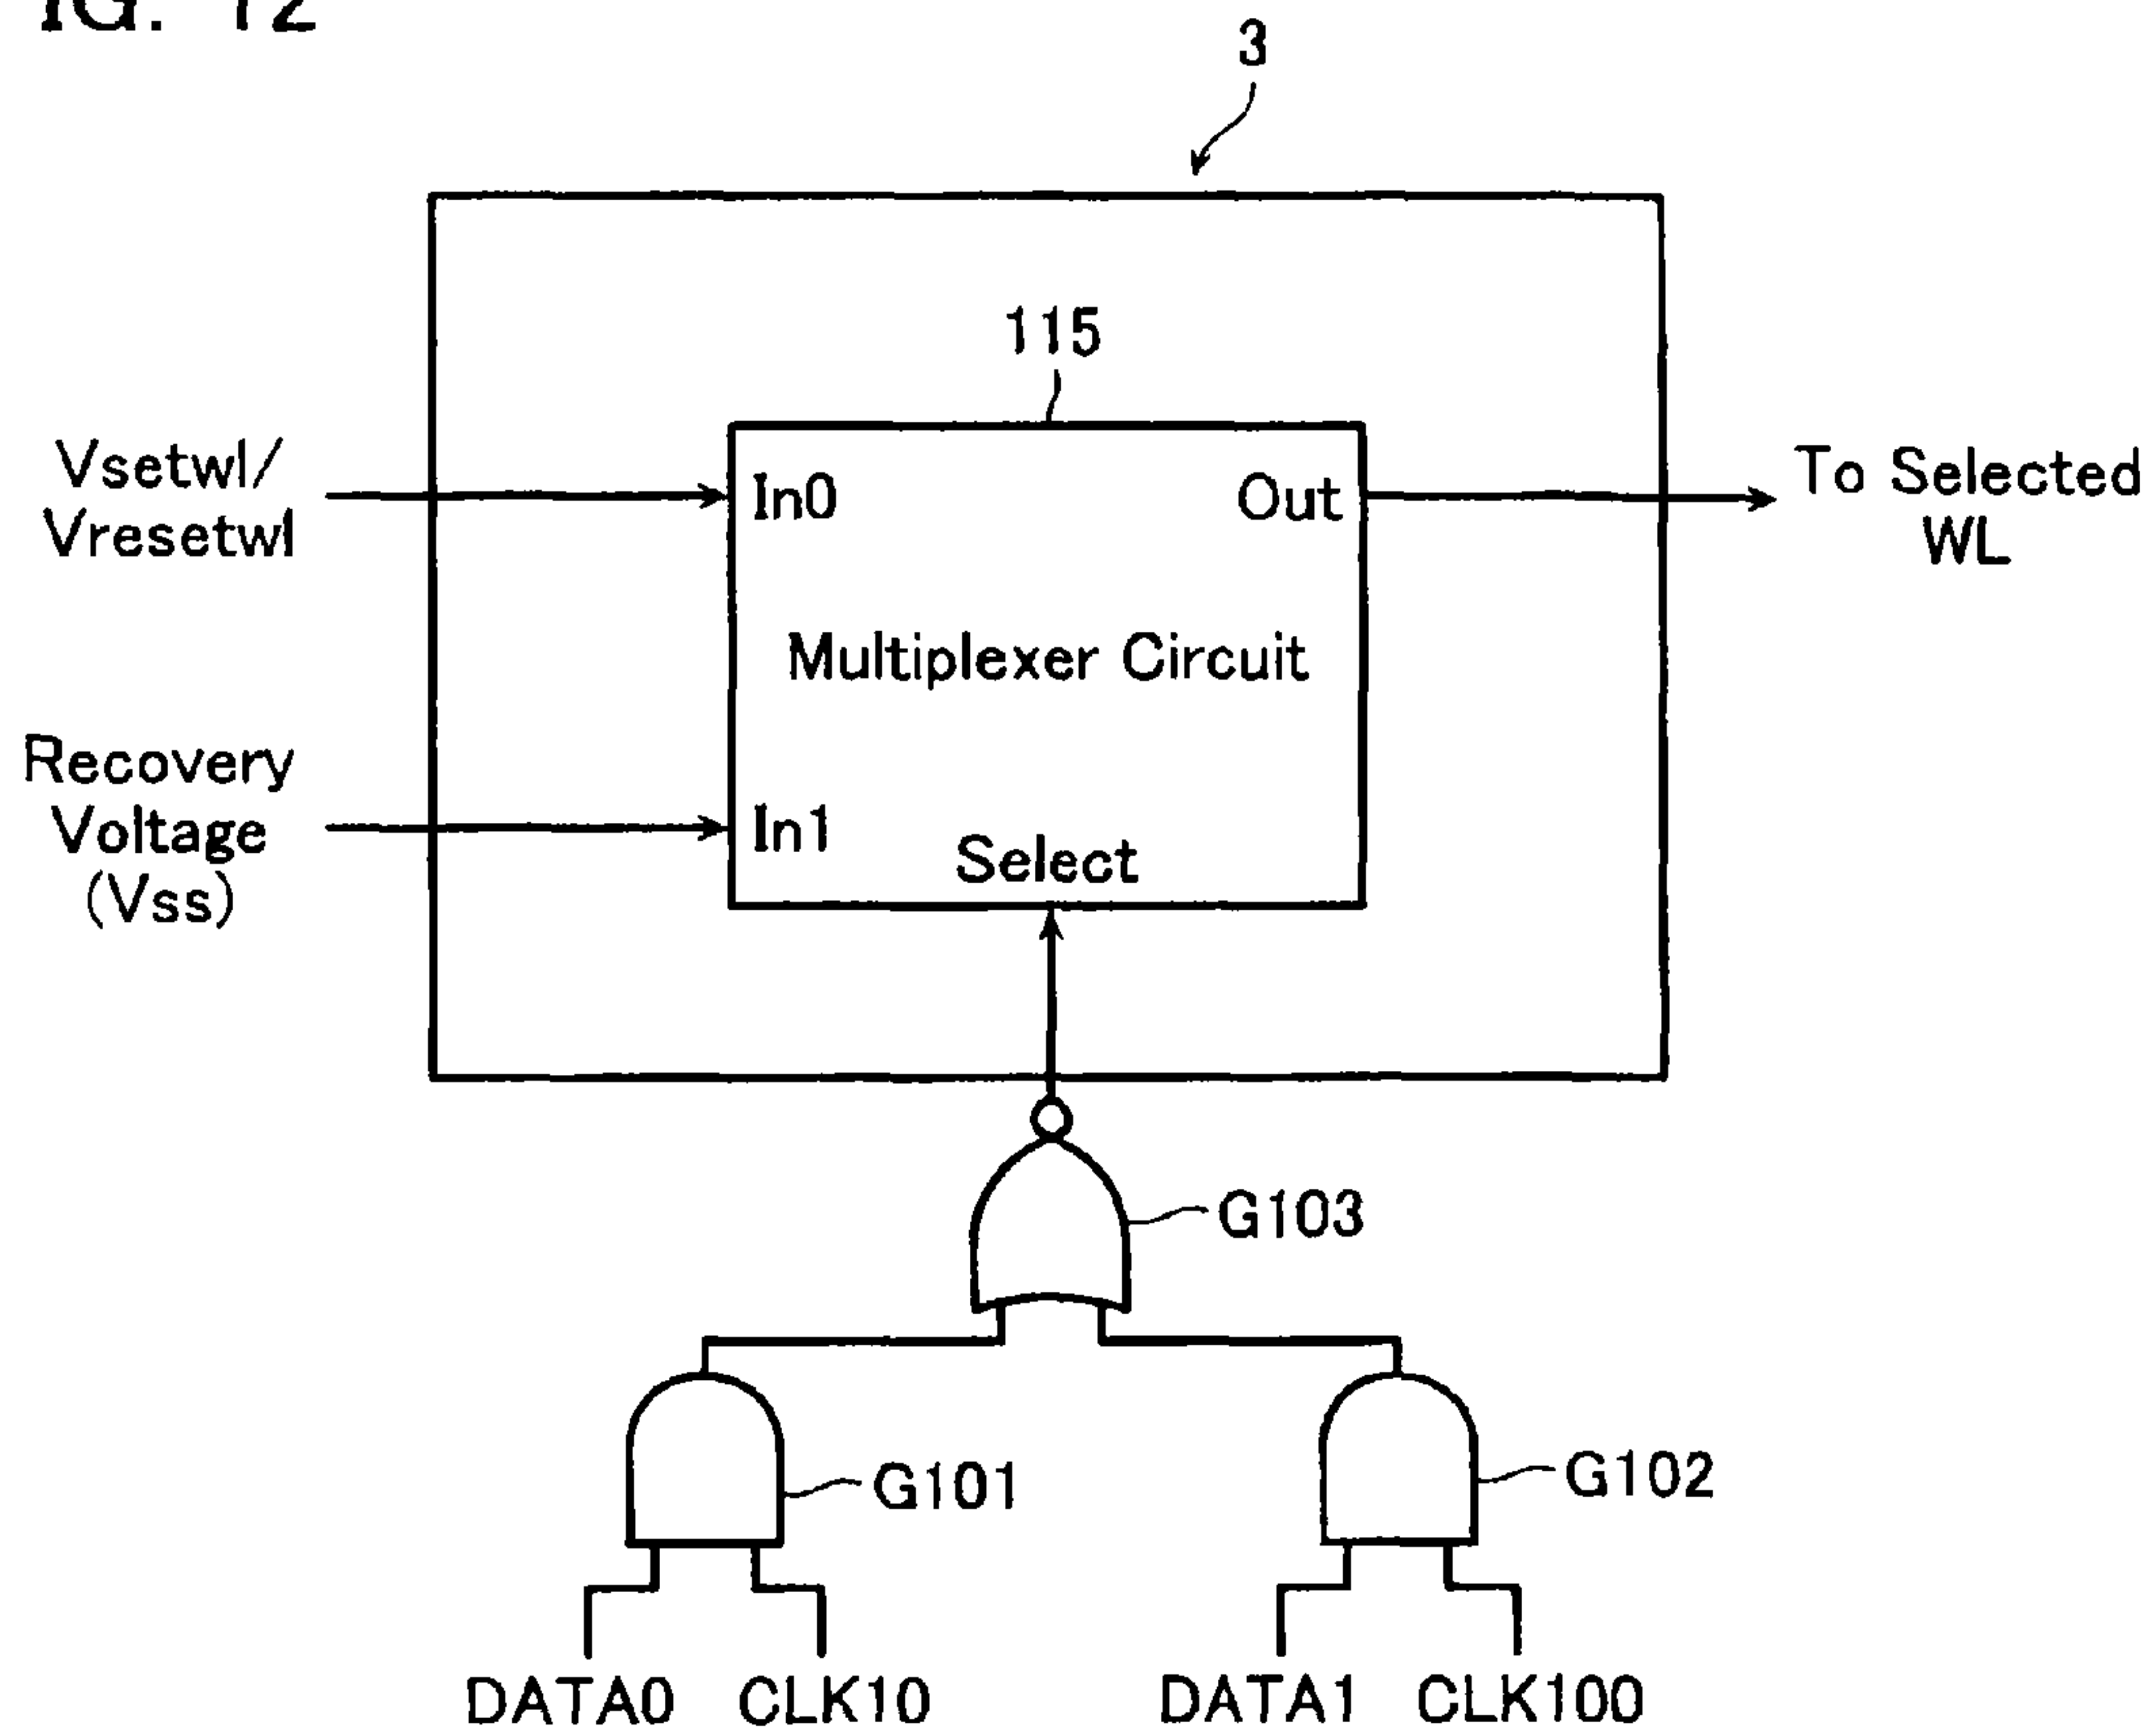 IG. 12
3
115
Vsetwl/
Vresetwl
In0
Out
To Selected
WL
Multiplexer Circuit
Recovery
Voltage
(Vss)
In1
Select
G103
G101
G102
DATA0
CLK10
DATA1
CLK100